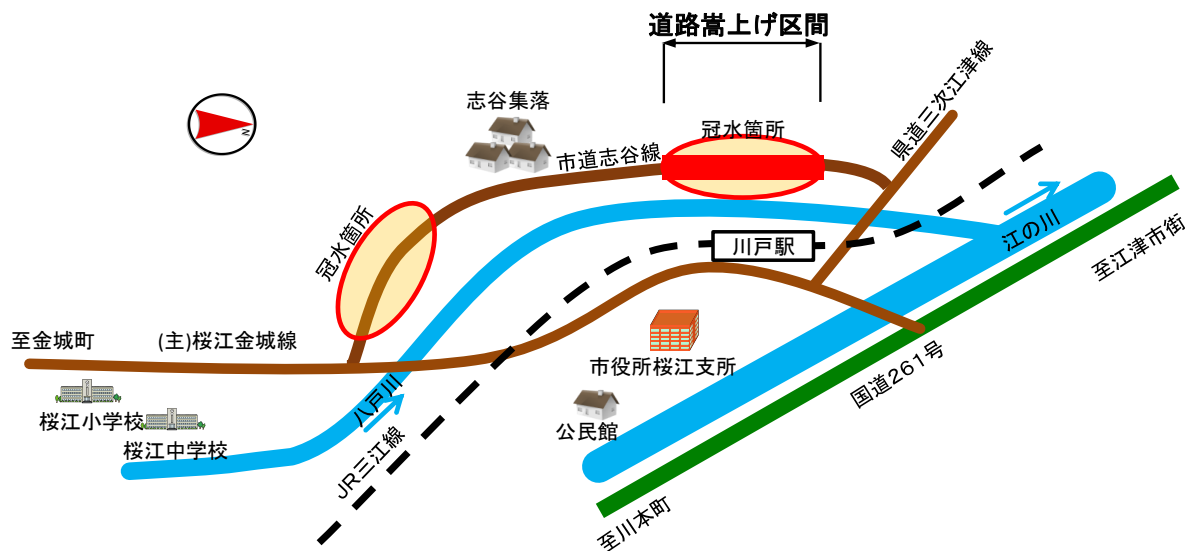 道路嵩上げ区間
県道三次江津線
志谷集落
冠水箇所
市道志谷線
N
冠水箇所
江の川
川戸駅
至江津市街
至金城町
(主)桜江金城線
市役所桜江支所
国道261号
八戸川
桜江小学校
桜江中学校
公民館
JR三江線
至川本町